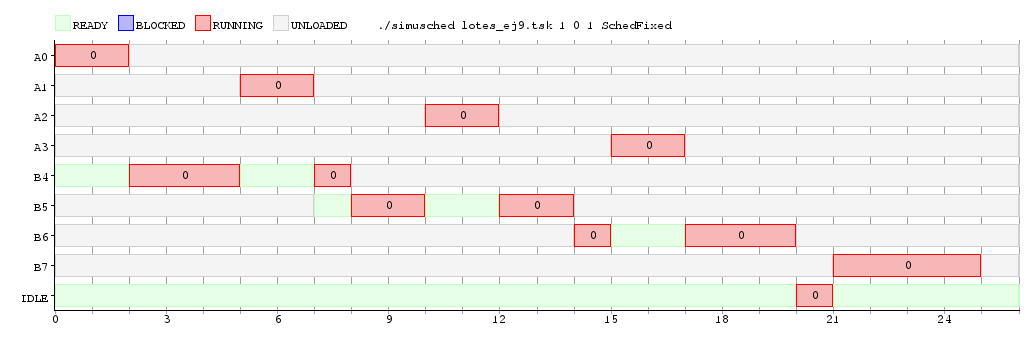 READY BLOCKED RUNNING UNLOADED ./simusched lotes_ej9.tsk 1 0 1 SchedFixed
A0 0
A1 0
A2 0
A3 0
B4 0 0
B5 0 0
B6 0 0
B7 0
IDLE 0
0 3 6 9 12 15 18 21 24